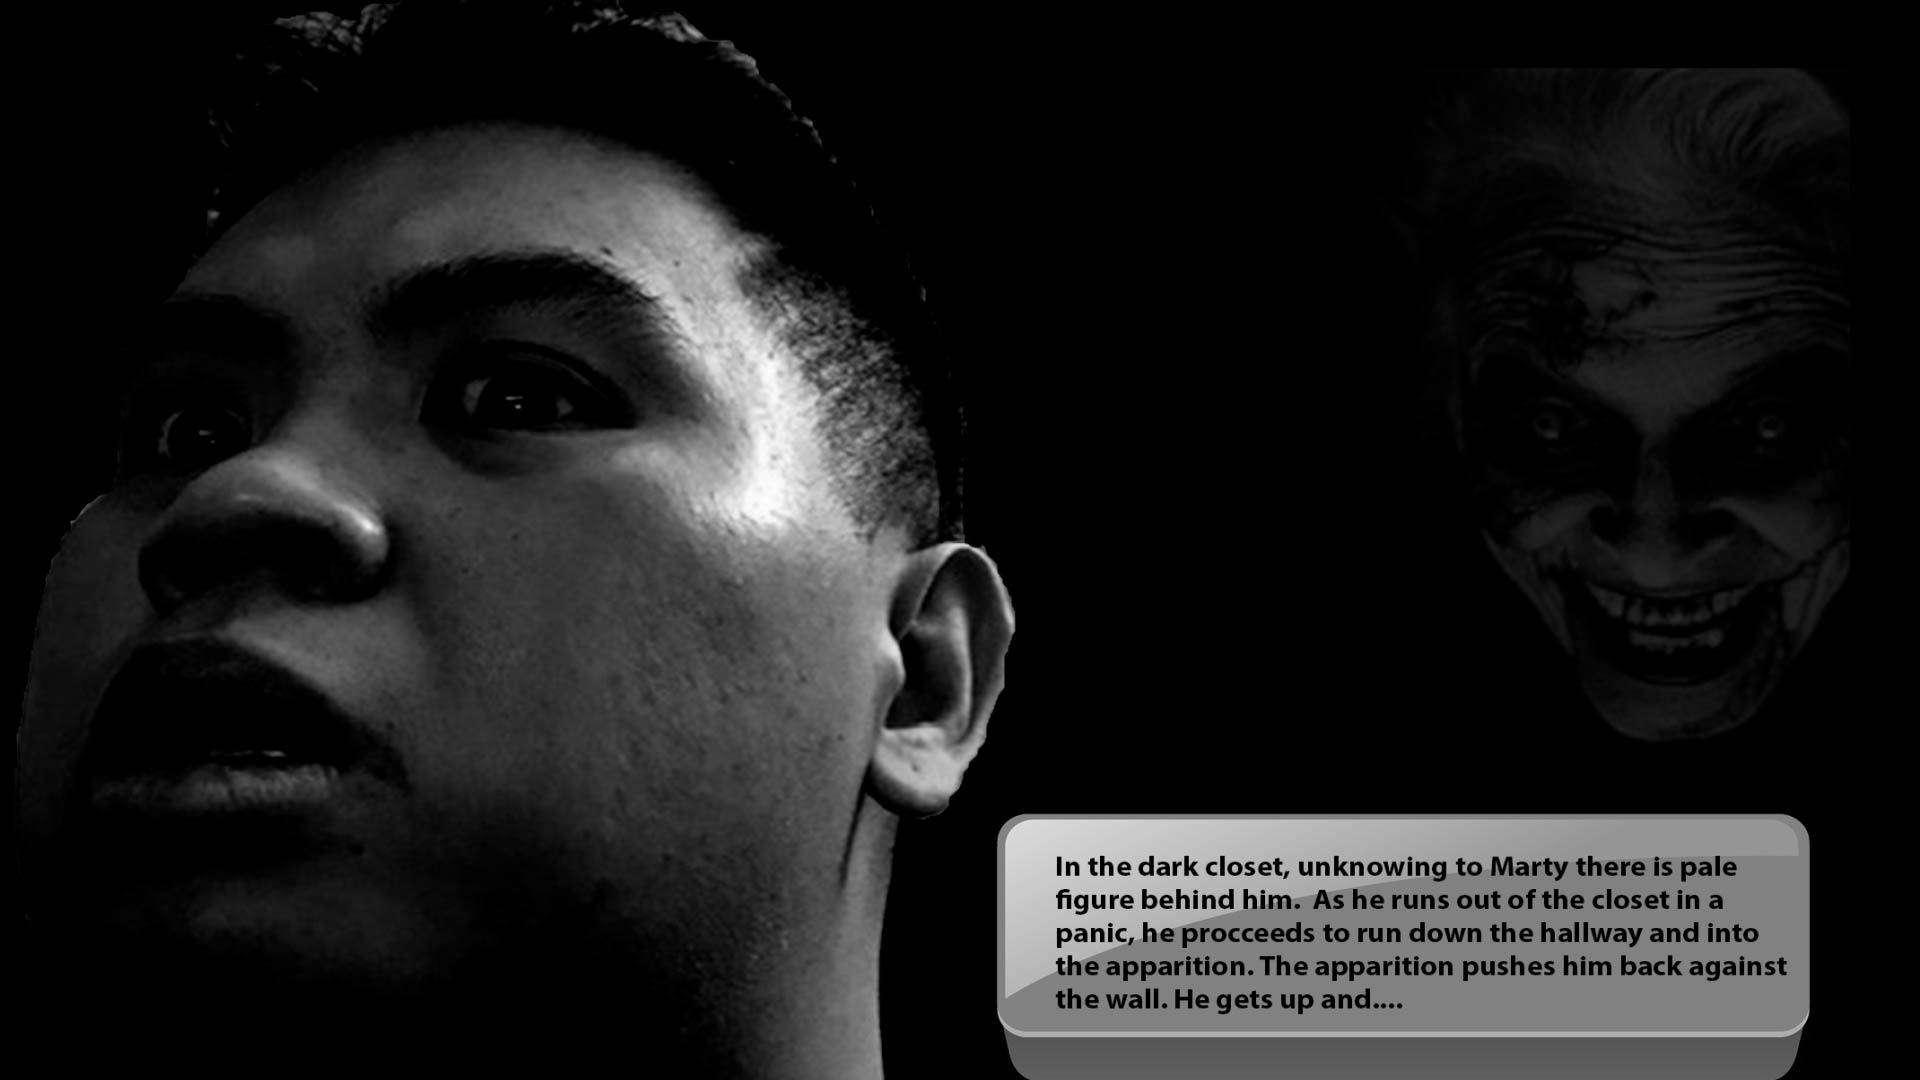 In the dark closet, unknowing to Marty there is pale
figure behind him.  As he runs out of the closet in a
panic, he procceeds to run down the hallway and into
the apparition. The apparition pushes him back against
the wall. He gets up and....